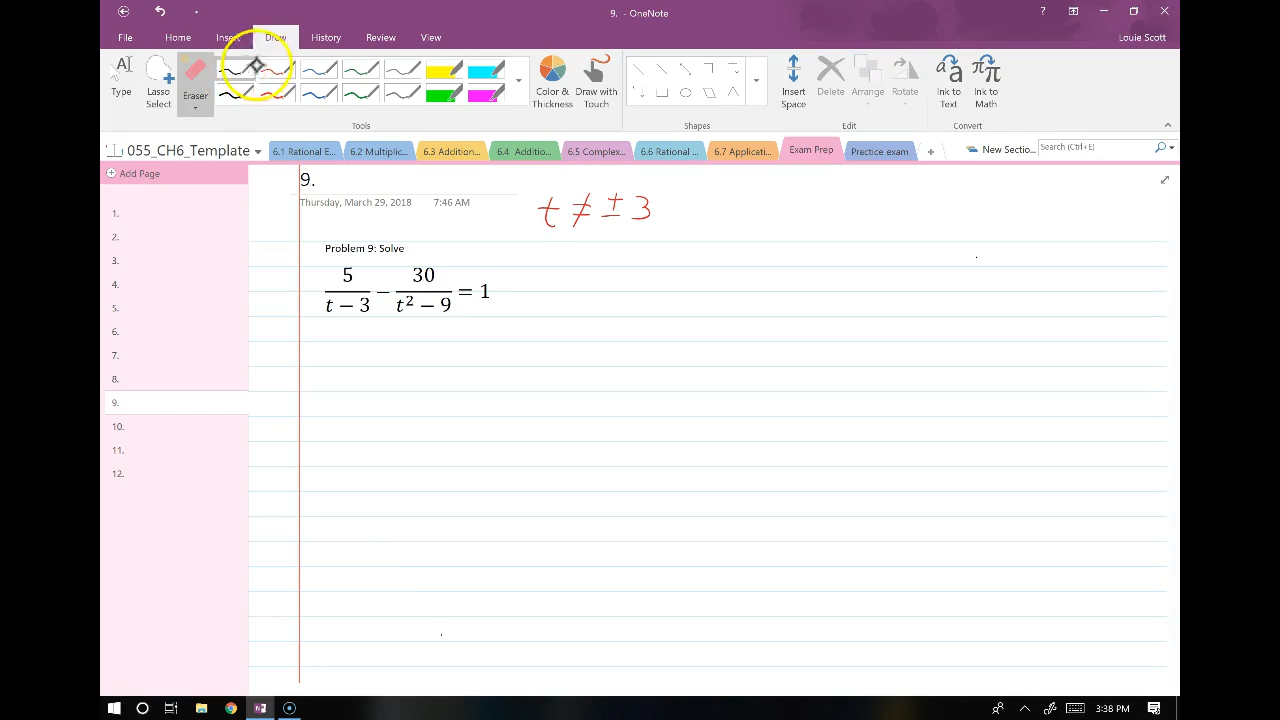 9. - OneNote
?
File Home Insert Draw History Review View Louie Scott
Type Lasso Select Eraser Color & Thickness Draw with Touch Insert Space Delete Arrange Rotate Ink to Text Ink to Math
Tools Shapes Edit Convert
055_CH6_Template 6.1 Rational E... 6.2 Multiplic... 6.3 Addition... 6.4 Additio... 6.5 Complex... 6.6 Rational ... 6.7 Applicati... Exam Prep Practice exam + New Sectio... Search (Ctrl+E)
Add Page
9.
Thursday, March 29, 2018 7:46 AM
t ≠ ± 3
Problem 9: Solve
5/(t − 3) − 30/(t² − 9) = 1
1.
2.
3.
4.
5.
6.
7.
8.
9.
10.
11.
12.
3:38 PM